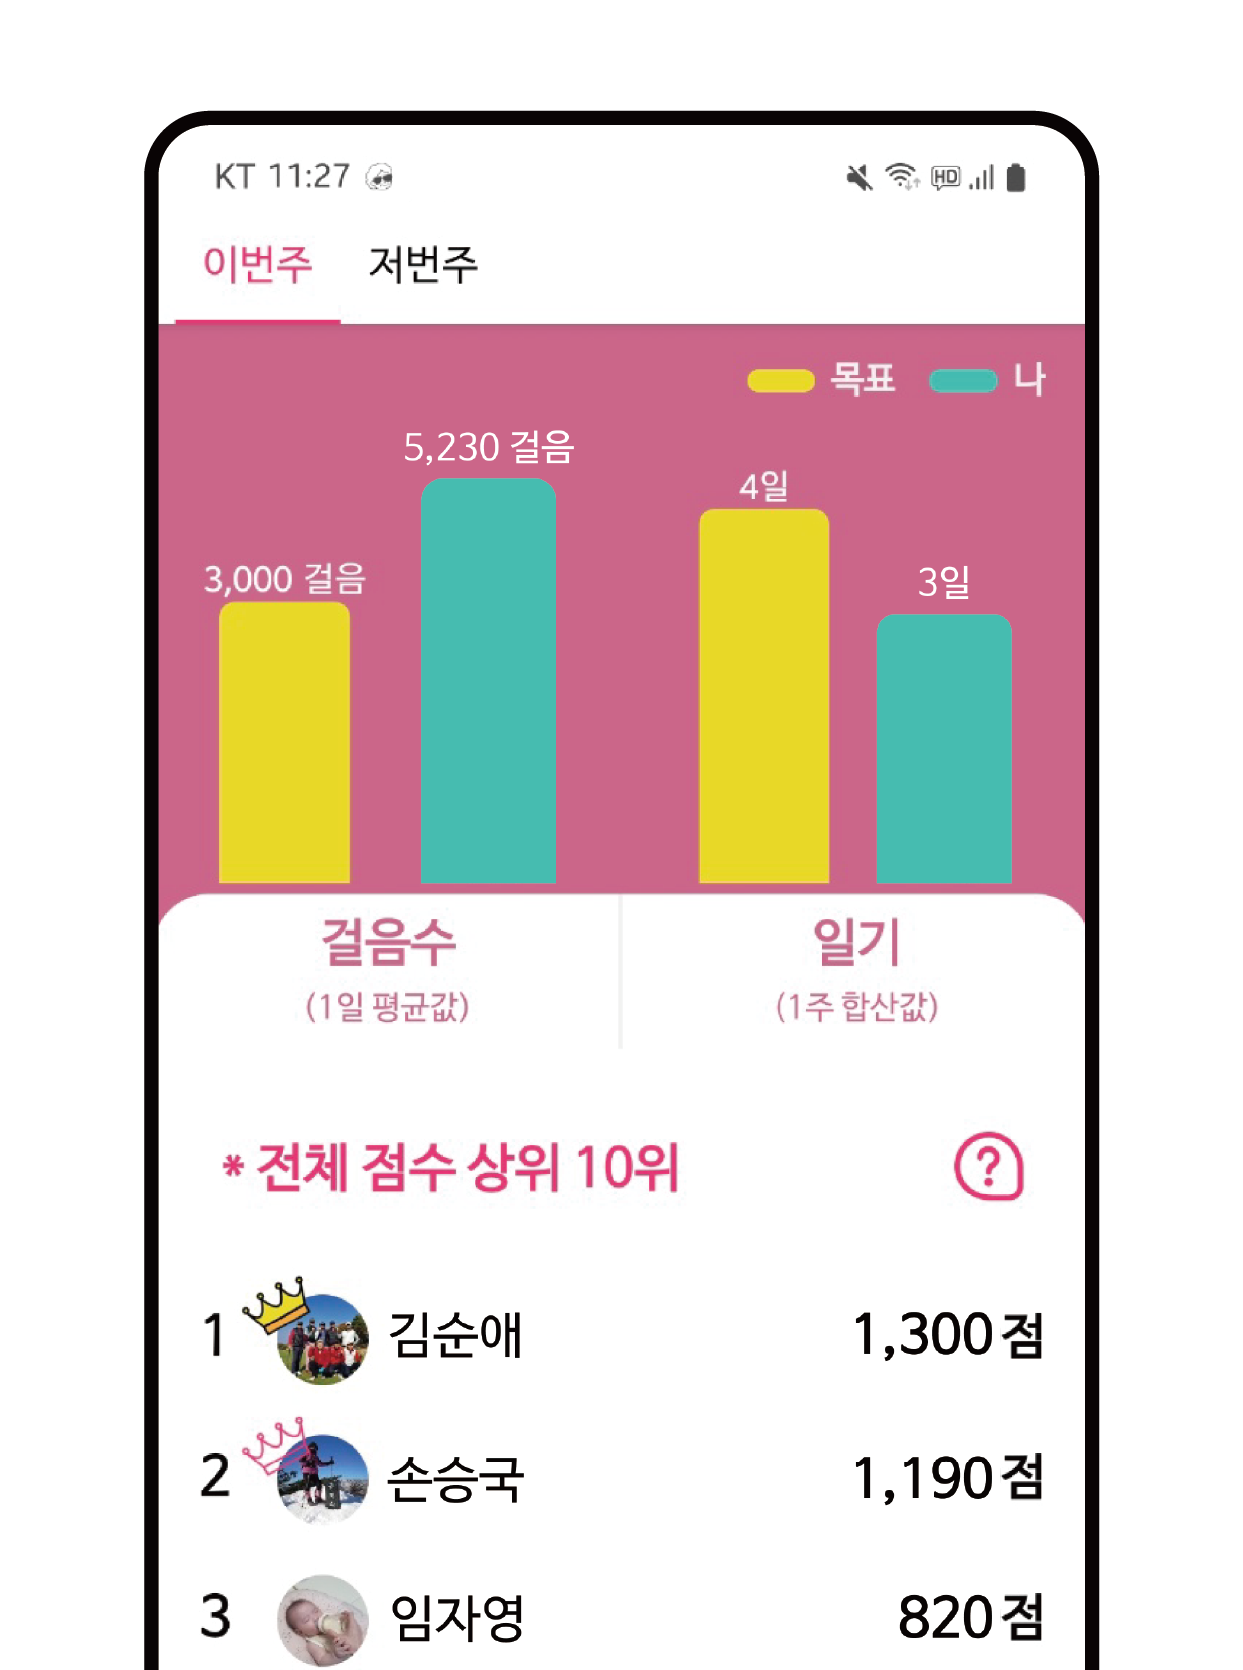 KT 11:27
HD
이번주 저번주
목표 나
5,230 걸음
4일
3,000 걸음
3일
걸음수 일기
(1일 평균값) (1주 합산값)
* 전체 점수 상위 10위 ?
1 김순애 1,300점
2 손승국 1,190점
3 임자영 820점